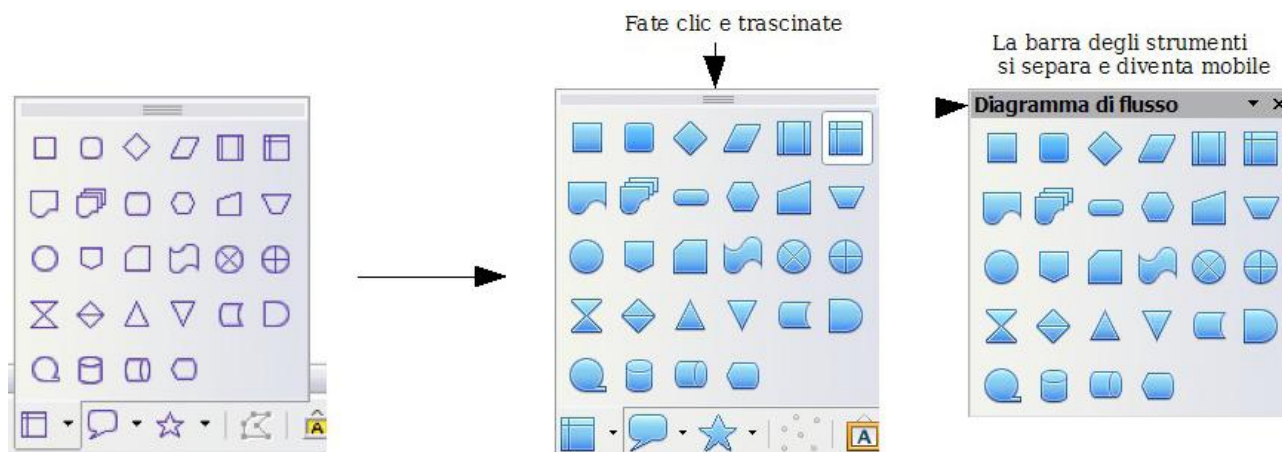 Fate clic e trascinate
La barra degli strumenti
si separa e diventa mobile
Diagramma di flusso
A
A